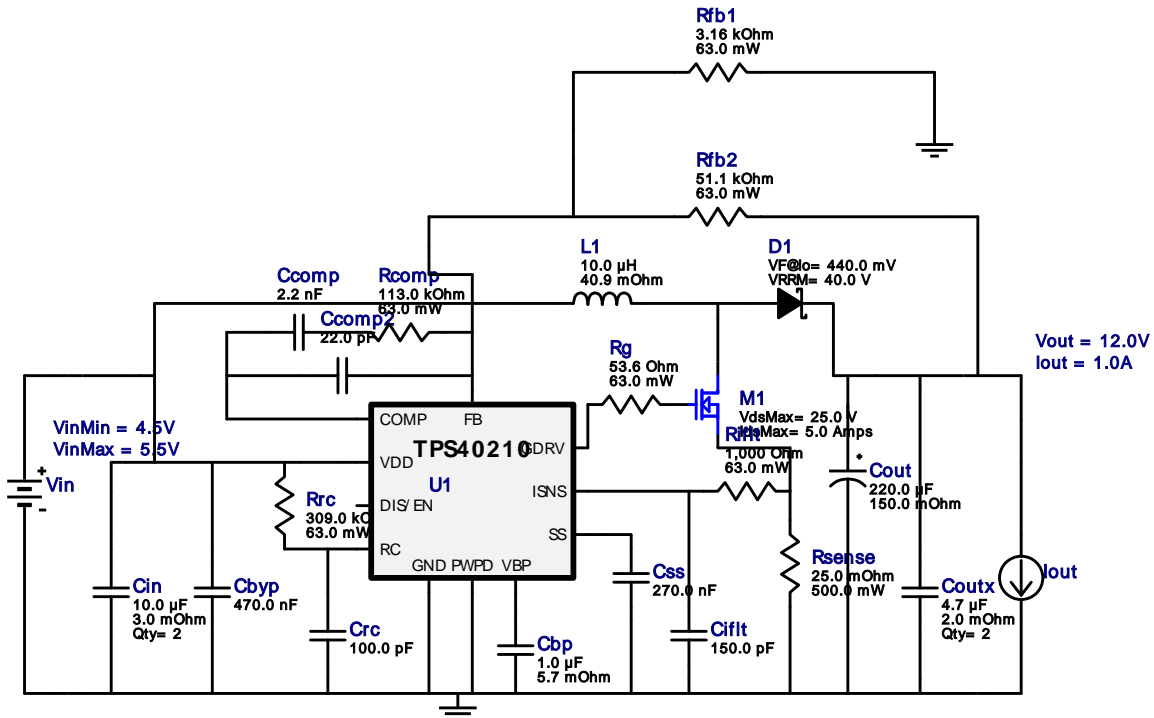 Rfb1
3.16 kOhm
63.0 mW
Rfb2
51.1 kOhm
63.0 mW
L1
10.0 µH
40.9 mOhm
D1
VF@Io= 440.0 mV
VRRM= 40.0 V
Ccomp
2.2 nF
Rcomp
113.0 kOhm
63.0 mW
Ccomp2
22.0 pF
Rg
53.6 Ohm
63.0 mW
Vout = 12.0V
Iout = 1.0A
M1
VdsMax= 25.0 V
IdsMax= 5.0 Amps
Riflt
1,000 Ohm
63.0 mW
VinMin = 4.5V
VinMax = 5.5V
Vin
+
-
COMP
FB
TPS40210
U1
GDRV
VDD
ISNS
DIS/EN
SS
RC
GND PWPD VBP
Rrc
309.0 kO
63.0 mW
Cout
220.0 µF
150.0 mOhm
Rsense
25.0 mOhm
500.0 mW
Css
270.0 nF
Iout
Cin
10.0 µF
3.0 mOhm
Qty= 2
Cbyp
470.0 nF
Coutx
4.7 µF
2.0 mOhm
Qty= 2
Crc
100.0 pF
Cbp
1.0 µF
5.7 mOhm
Ciflt
150.0 pF